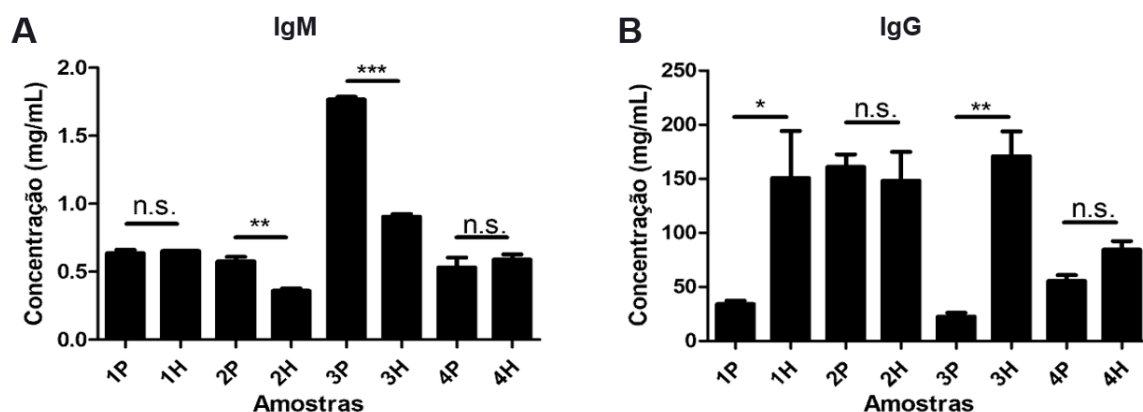 A
IgM
Concentração (mg/mL)
2.0
1.5
1.0
0.5
0.0
n.s.
**
***
n.s.
1P 1H 2P 2H 3P 3H 4P 4H
Amostras
B
IgG
Concentração (mg/mL)
250
200
150
100
50
0
*
n.s.
**
n.s.
1P 1H 2P 2H 3P 3H 4P 4H
Amostras